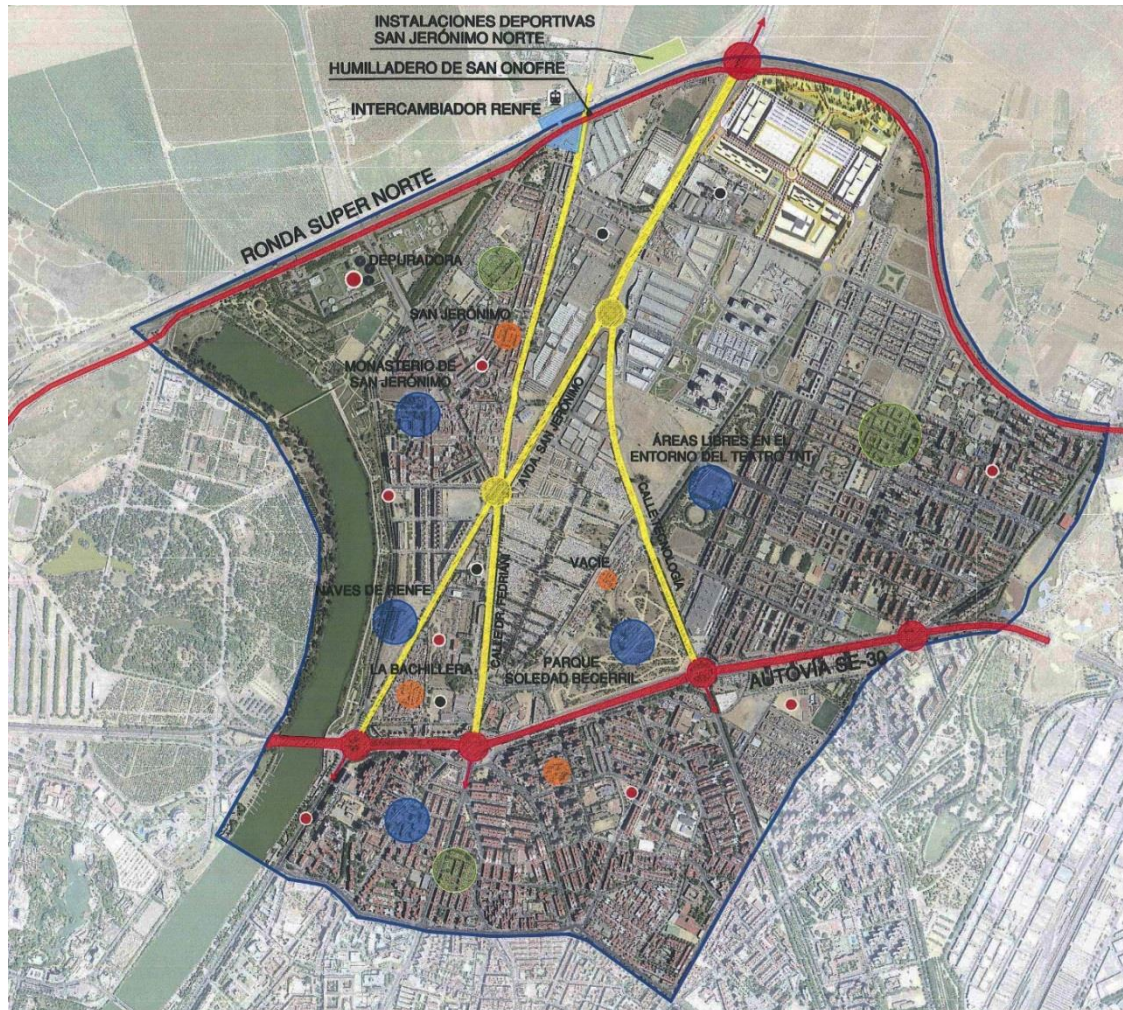 INSTALACIONES DEPORTIVAS
SAN JERÓNIMO NORTE
HUMILLADERO DE SAN ONOFRE
INTERCAMBIADOR RENFE
RONDA SUPER NORTE
DEPURADORA
SAN JERÓNIMO
MONASTERIO DE
SAN JERÓNIMO
AVDA. SAN JERÓNIMO
ÁREAS LIBRES EN EL
ENTORNO DEL TEATRO TNT
CALLE TECNOLOGÍA
VACIE
NAVES DE RENFE
CALLE DR. FEDRIANI
LA BACHILLERA
PARQUE
SOLEDAD BECERRIL
AUTOVÍA SE-30